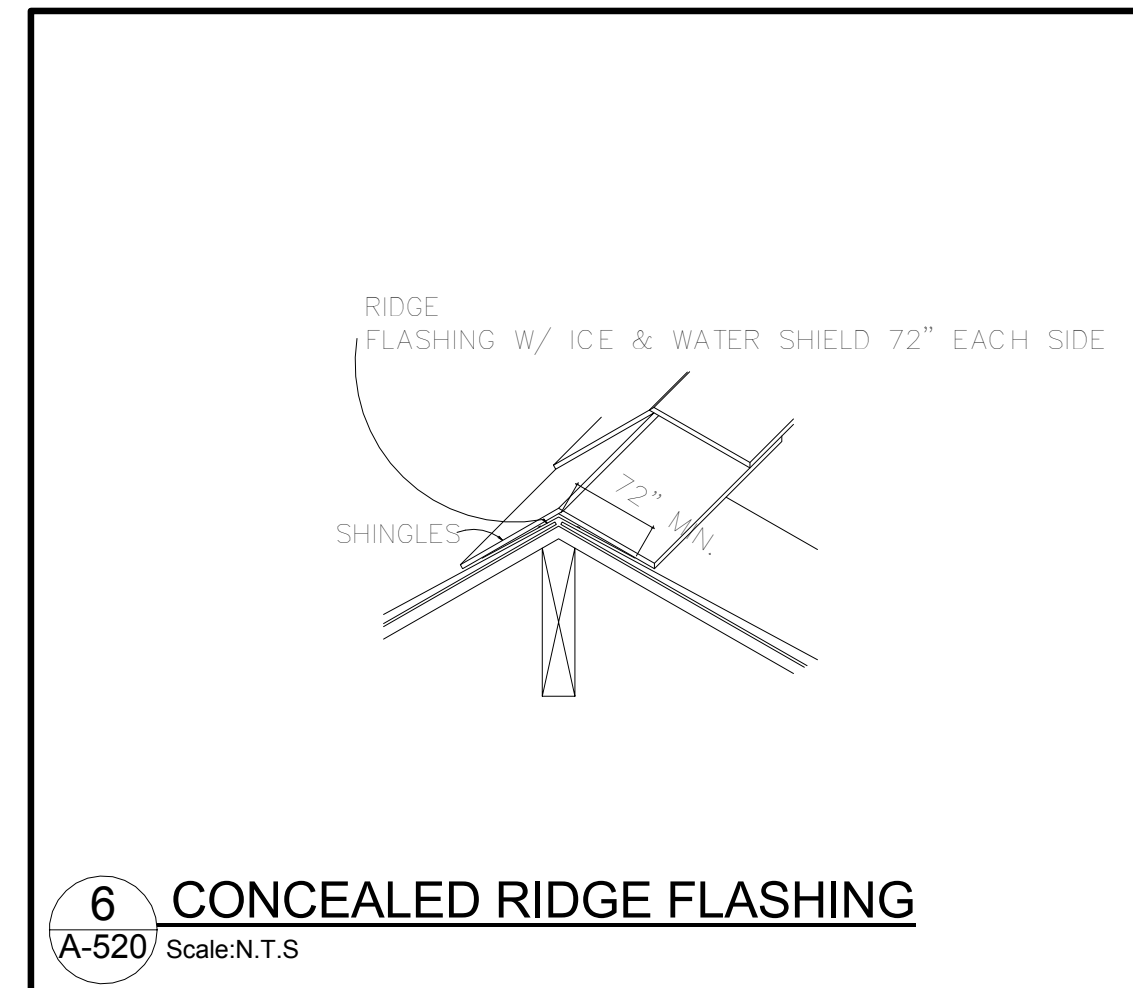 RIDGE
FLASHING W/ ICE & WATER SHIELD 72” EACH SIDE
72” MIN.
SHINGLES
6
A-520
CONCEALED RIDGE FLASHING
Scale:N.T.S